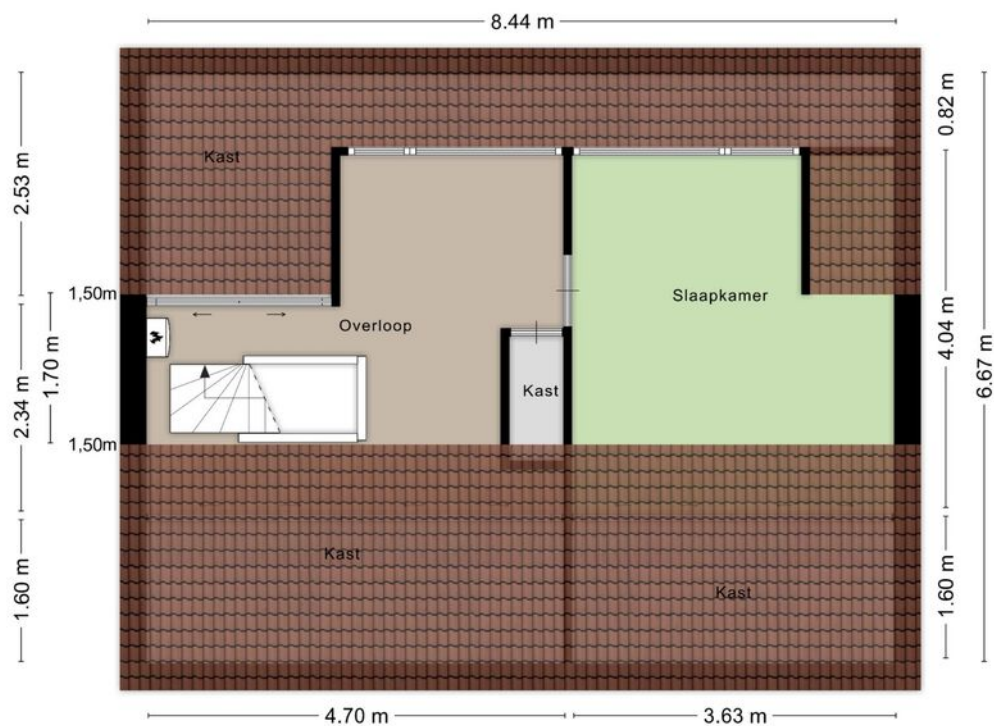 8.44 m
2.53 m
0.82 m
Kast
1,50m
Slaapkamer
Overloop
2.34 m
1.70 m
4.04 m
6.67 m
Kast
1,50m
Kast
1.60 m
Kast
1.60 m
4.70 m
3.63 m